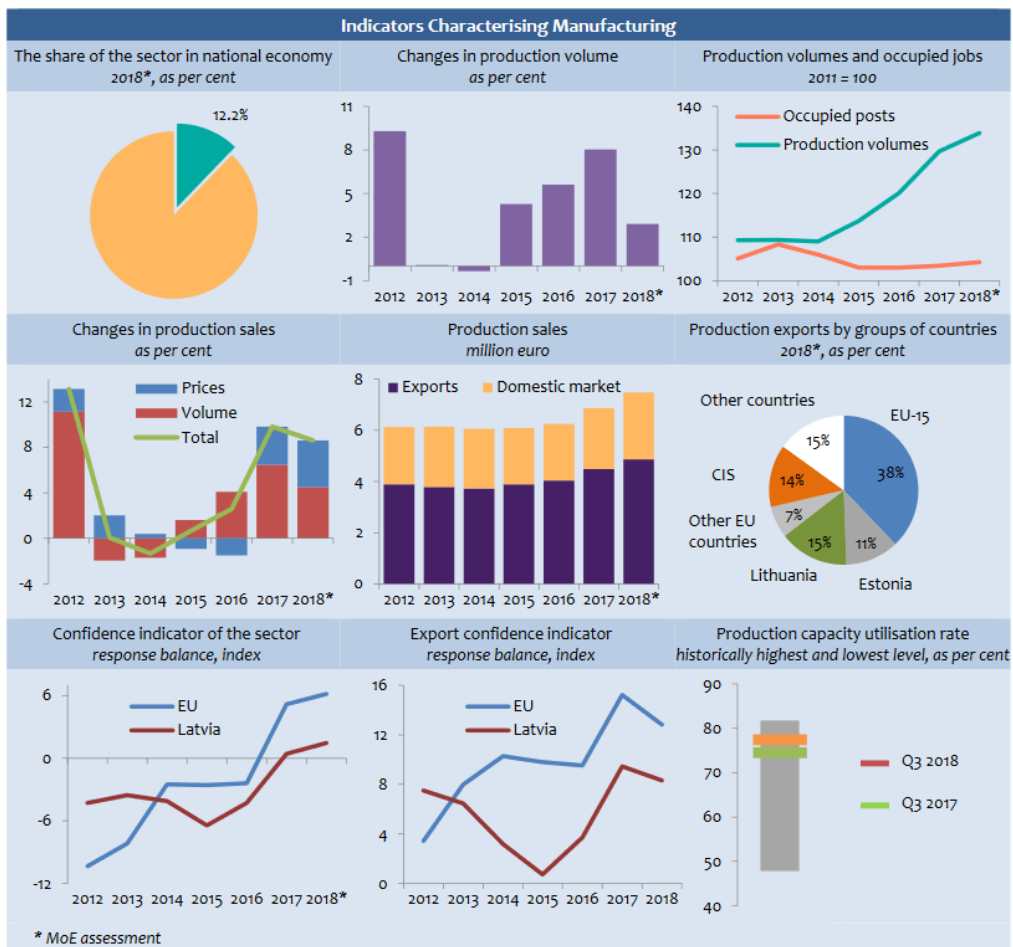 Indicators Characterising Manufacturing
The share of the sector in national economy
2018*, as per cent
12.2%
Changes in production volume
as per cent
11
8
5
2
-1
2012 2013 2014 2015 2016 2017 2018*
Production volumes and occupied jobs
2011 = 100
140
130
120
110
100
Occupied posts
Production volumes
2012 2013 2014 2015 2016 2017 2018*
Changes in production sales
as per cent
12
8
4
0
-4
Prices
Volume
Total
2012 2013 2014 2015 2016 2017 2018*
Production sales
million euro
8
6
4
2
0
Exports Domestic market
2012 2013 2014 2015 2016 2017 2018*
Production exports by groups of countries
2018*, as per cent
Other countries
EU-15
15%
38%
CIS
14%
Other EU
countries
7%
15%
11%
Lithuania
Estonia
Confidence indicator of the sector
response balance, index
6
0
-6
-12
EU
Latvia
2012 2013 2014 2015 2016 2017 2018*
Export confidence indicator
response balance, index
16
12
8
4
0
EU
Latvia
2012 2013 2014 2015 2016 2017 2018
Production capacity utilisation rate
historically highest and lowest level, as per cent
90
80
70
60
50
40
Q3 2018
Q3 2017
* MoE assessment